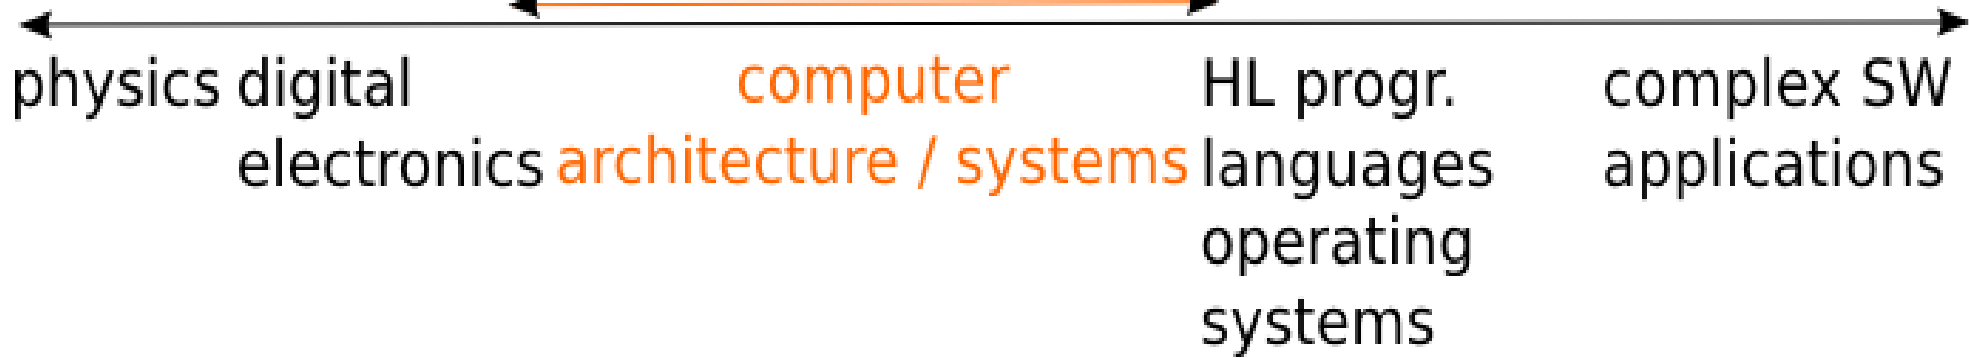 physics digital electronics
computer architecture / systems
HL progr. languages operating systems
complex SW applications